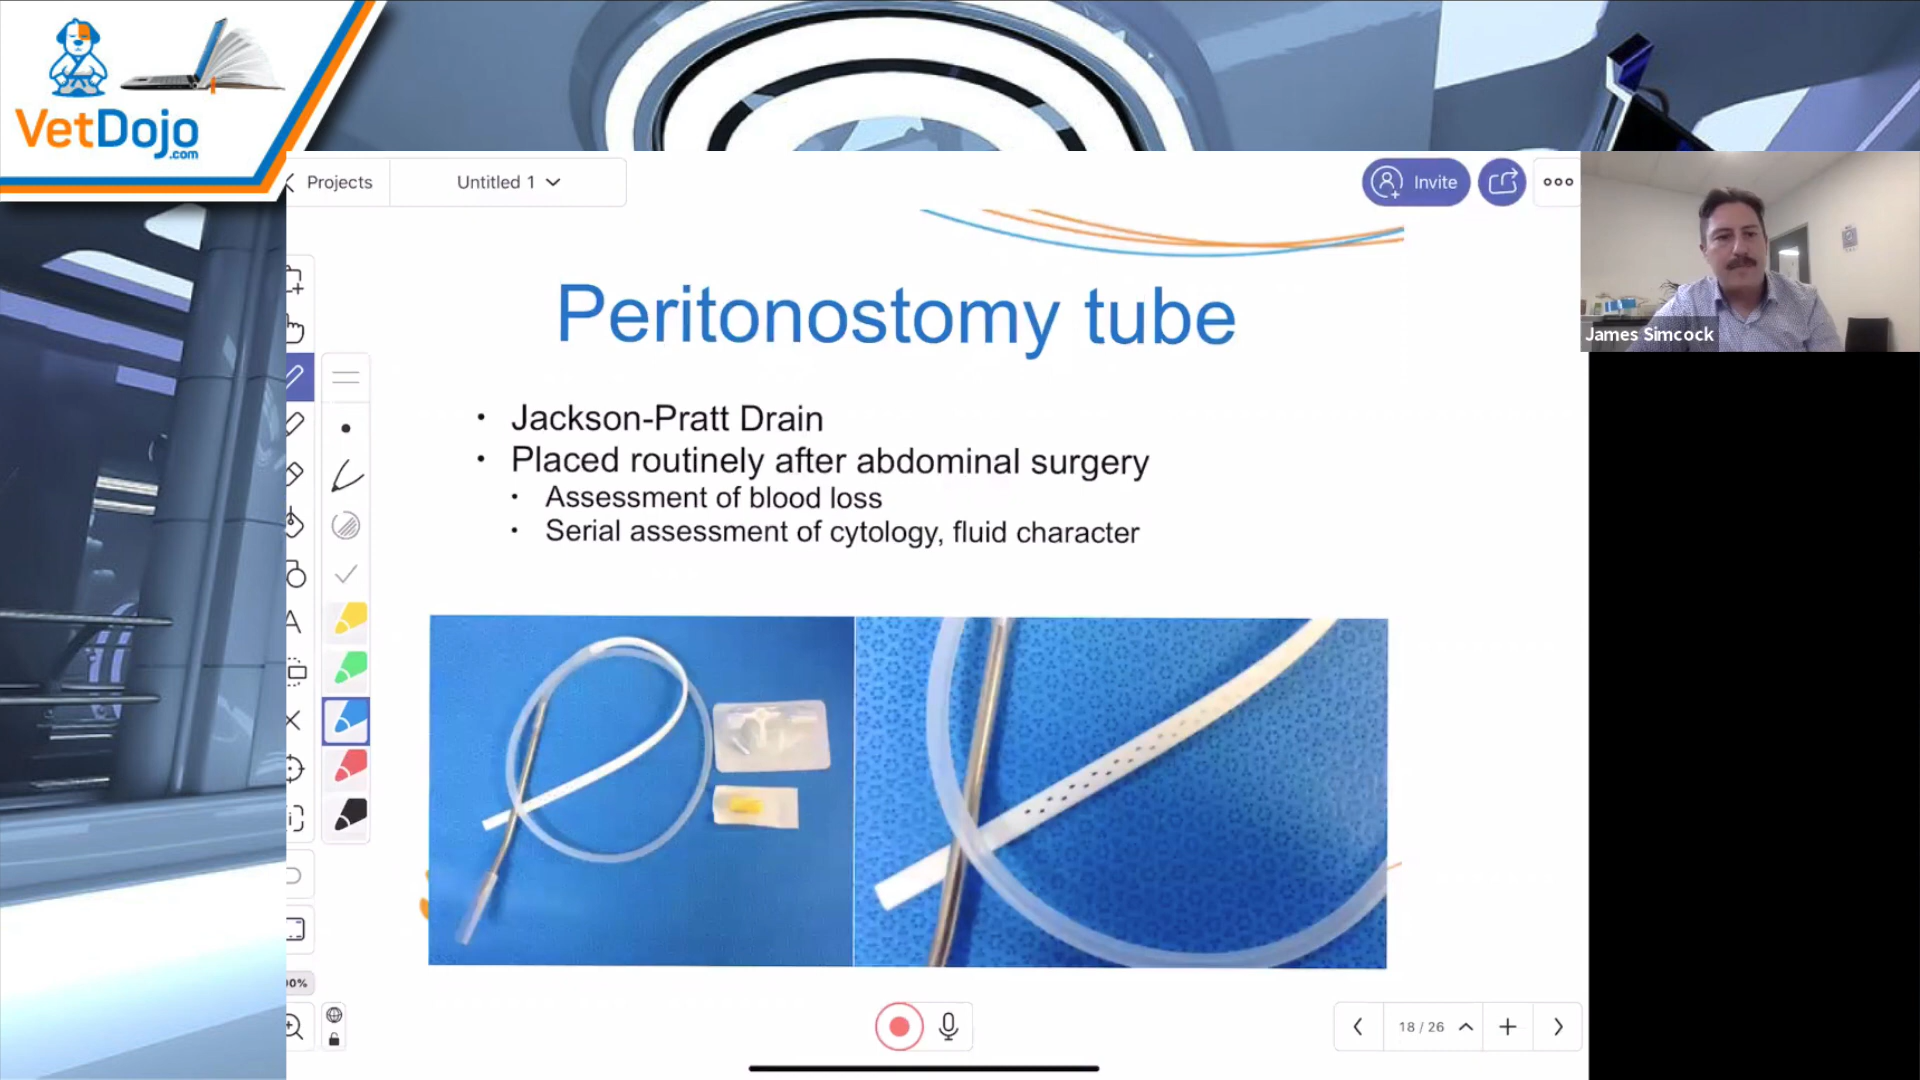 VetDojo
.com
Projects
Untitled 1
Invite
James Simcock
Peritonostomy tube
• Jackson-Pratt Drain
• Placed routinely after abdominal surgery
• Assessment of blood loss
• Serial assessment of cytology, fluid character
A
00%
18 / 26